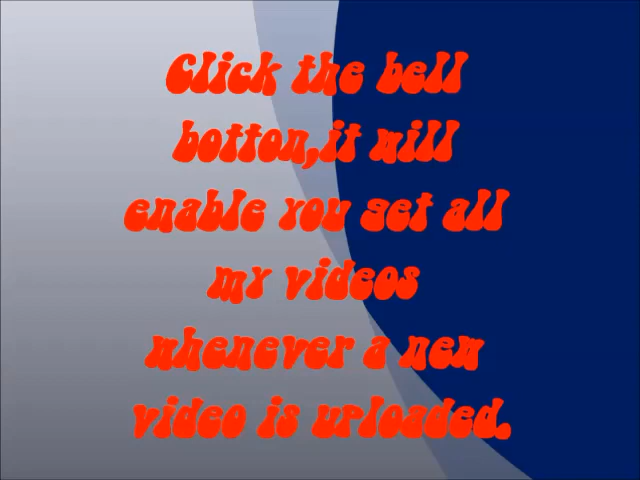 Click the bell
botton,it will
enable you get all
my videos
whenever a new
video is uploaded.